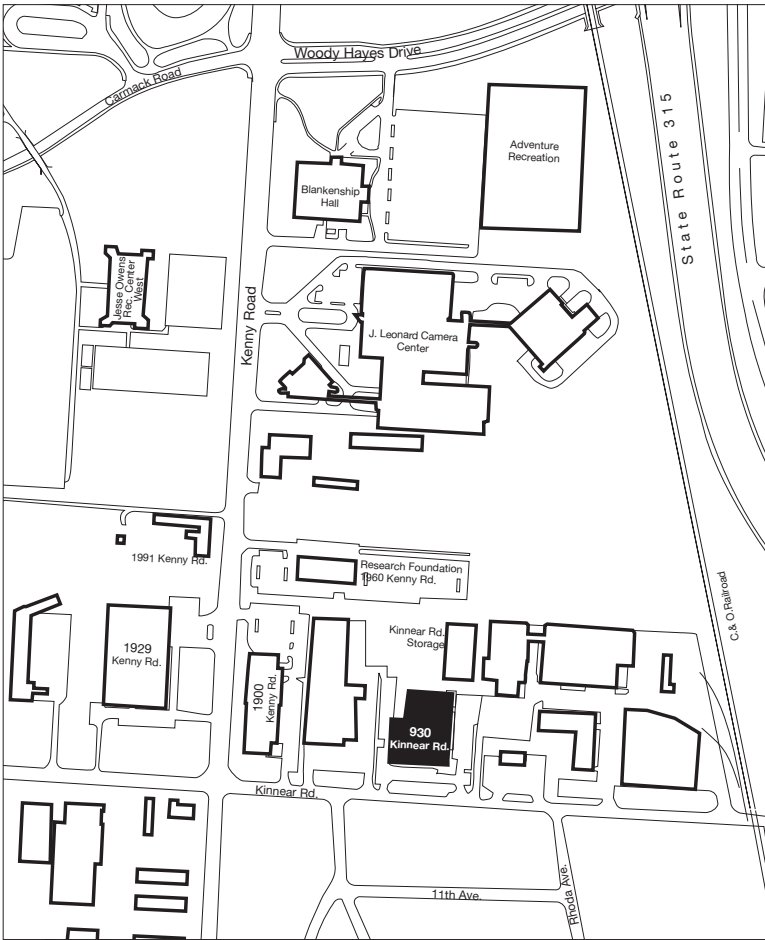 Woody Hayes Drive
Carmack Road
State Route 315
Adventure
Recreation
Blankenship
Hall
Jesse Owens
Rec. Center
West
Kenny Road
J. Leonard Camera
Center
1991 Kenny Rd.
Research Foundation
1960 Kenny Rd.
C.& O.Railroad
Kinnear Rd.
Storage
1929
Kenny Rd.
1900
Kenny Rd.
930
Kinnear Rd.
Kinnear Rd.
11th Ave.
Rhoda Ave.